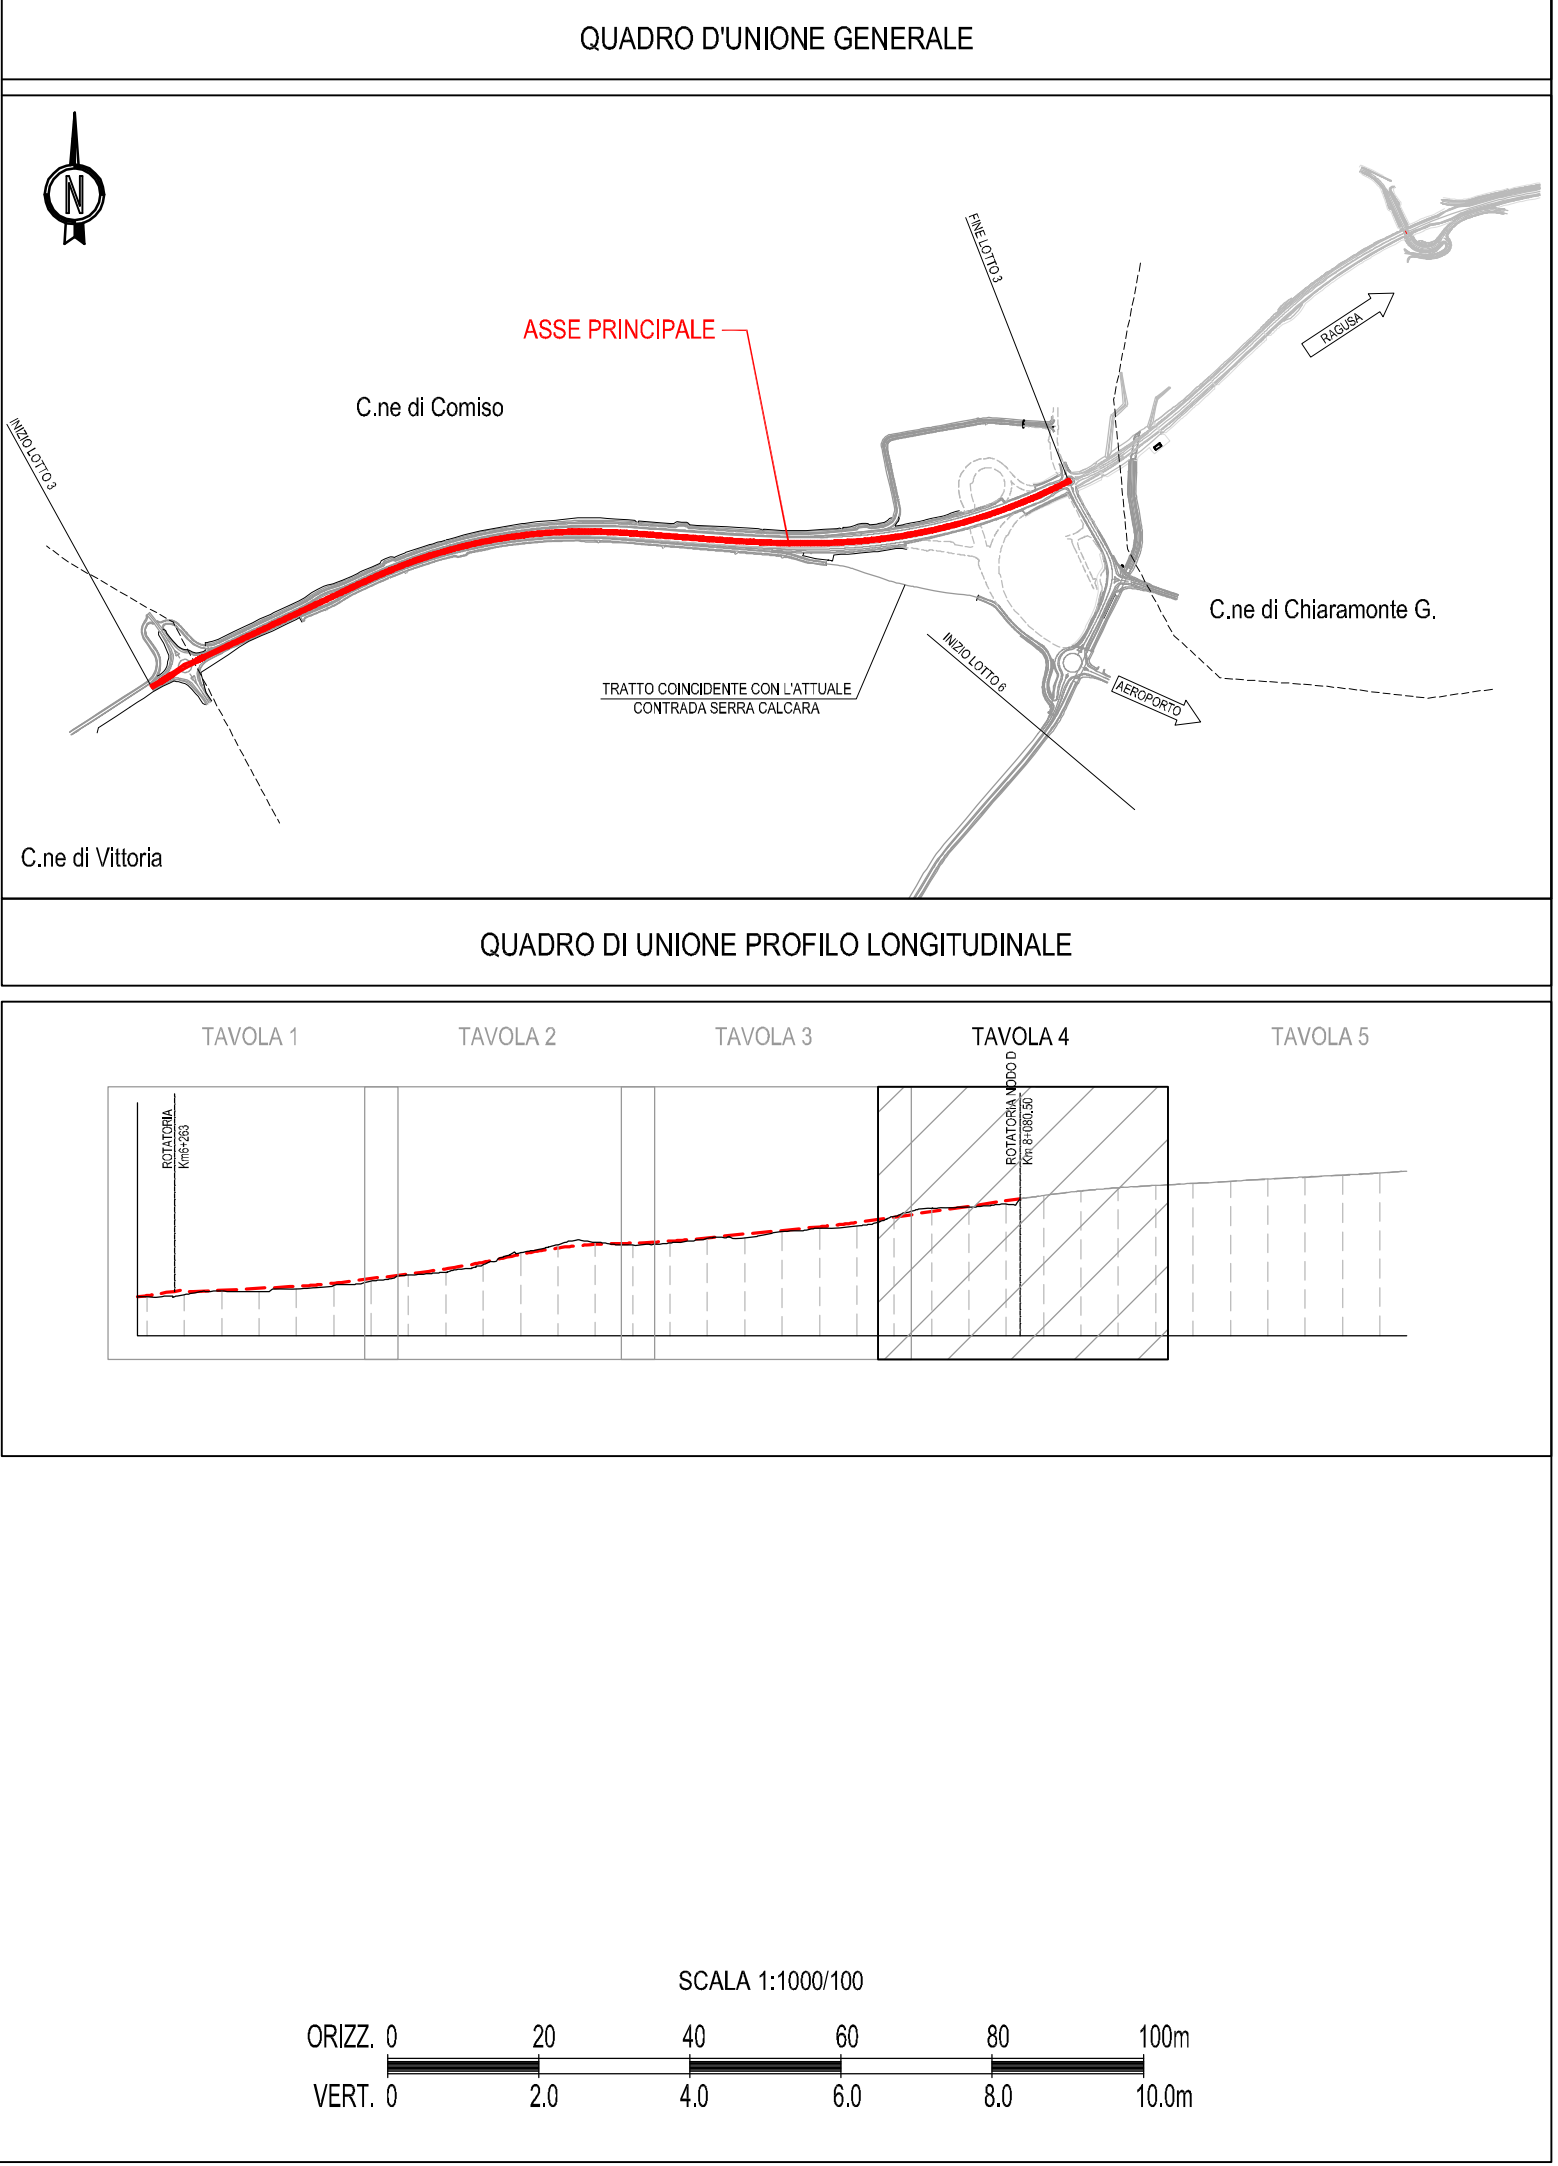 QUADRO D'UNIONE GENERALE
N
FINE LOTTO 3
RAGUSA
ASSE PRINCIPALE
C.ne di Comiso
INIZIO LOTTO 3
C.ne di Chiaramonte G.
INIZIO LOTTO 6
AEROPORTO
TRATTO COINCIDENTE CON L'ATTUALE
CONTRADA SERRA CALCARA
C.ne di Vittoria
QUADRO DI UNIONE PROFILO LONGITUDINALE
TAVOLA 1 TAVOLA 2 TAVOLA 3 TAVOLA 4 TAVOLA 5
ROTATORIA
Km6+263
ROTATORIA NODO D
Km 8+080.50
SCALA 1:1000/100
ORIZZ. 0 20 40 60 80 100m
VERT. 0 2.0 4.0 6.0 8.0 10.0m